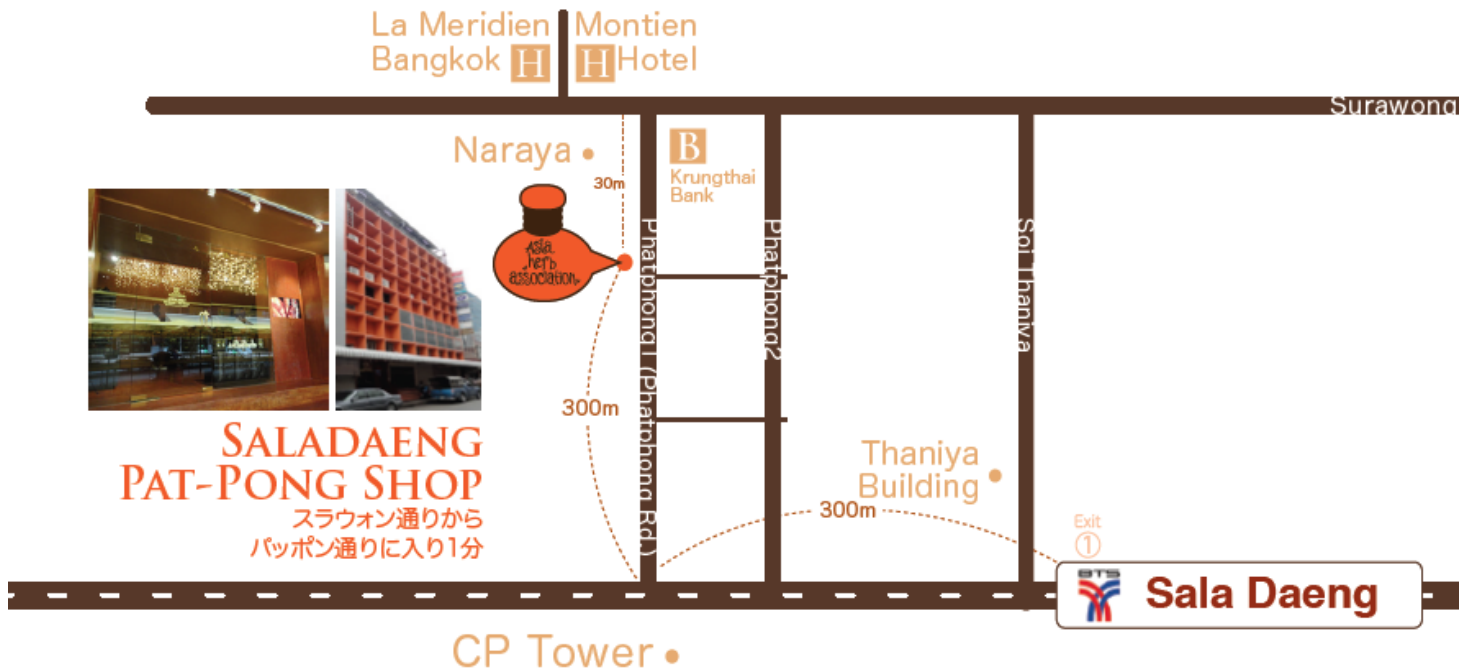 La Meridien
Bangkok H
Montien
H Hotel
Surawong
Naraya
B
Krungthai
Bank
30m
Asia
herb
association
Phatphong1 (Phatphong Rd.)
Phatphong2
Soi Thaniya
300m
SALADAENG
PAT-PONG SHOP
スラウォン通りから
パッポン通りに入り1分
Thaniya
Building
300m
Exit
①
BTS
Sala Daeng
CP Tower